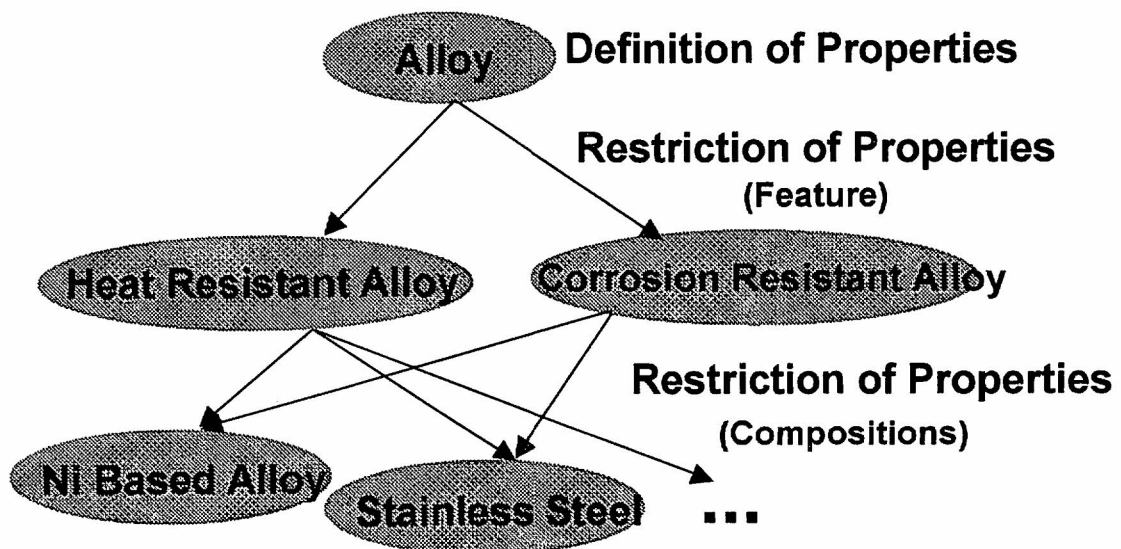 Alloy
Definition of Properties
Restriction of Properties
(Feature)
Heat Resistant Alloy
Corrosion Resistant Alloy
Restriction of Properties
(Compositions)
Ni Based Alloy
Stainless Steel
...